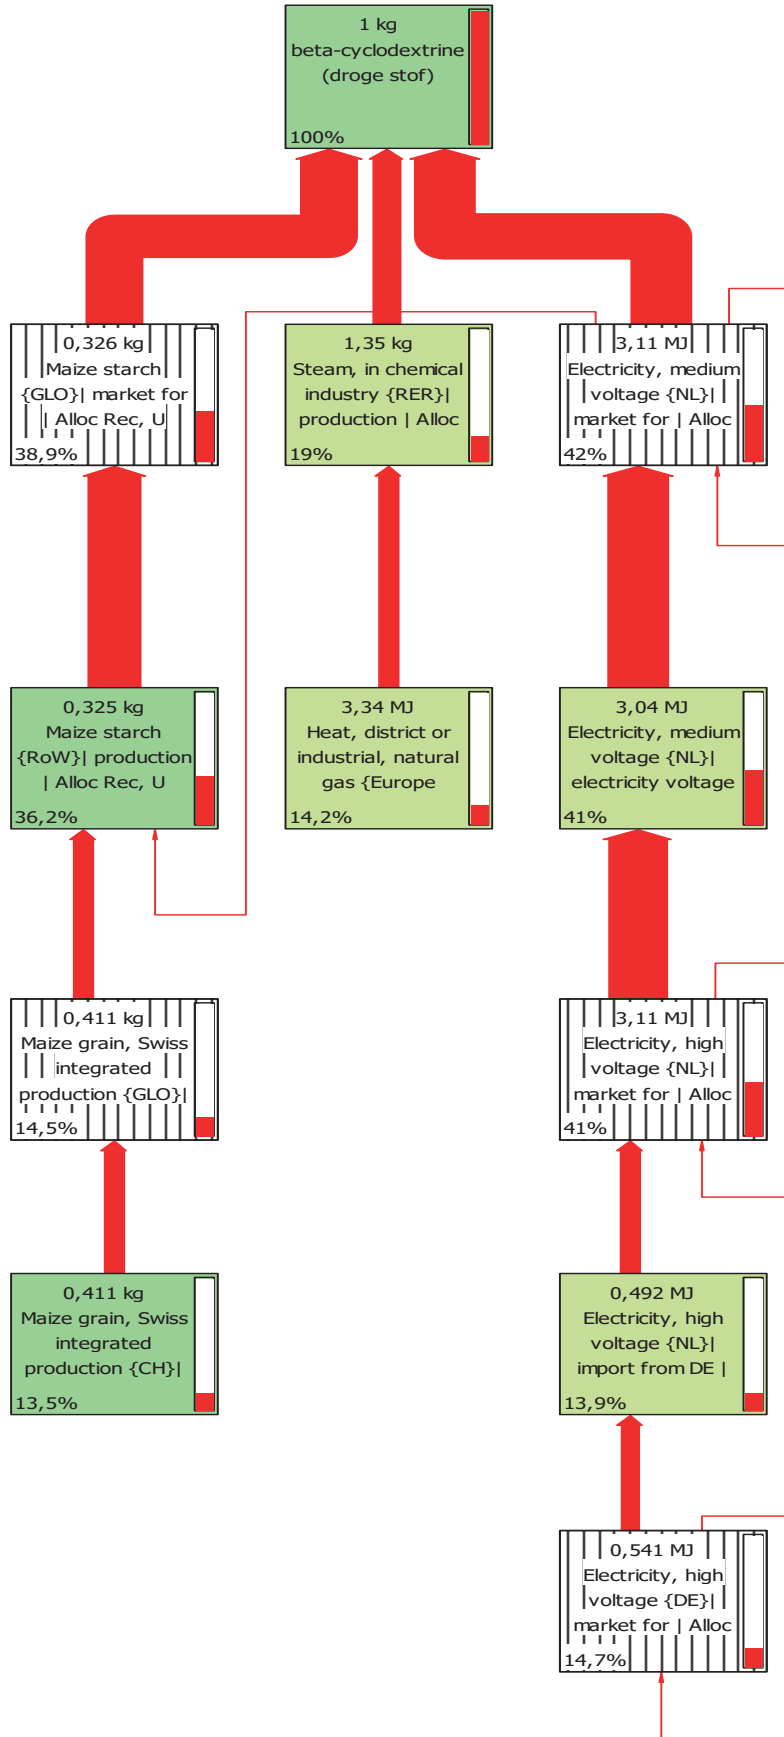 1 kg
beta-cyclodextrine
(droge stof)
100%
0,326 kg
Maize starch
{GLO}| market for
| Alloc Rec, U
38,9%
1,35 kg
Steam, in chemical
industry {RER}|
production | Alloc
19%
3,11 MJ
Electricity, medium
voltage {NL}|
market for | Alloc
42%
0,325 kg
Maize starch
{RoW}| production
| Alloc Rec, U
36,2%
3,34 MJ
Heat, district or
industrial, natural
gas {Europe
14,2%
3,04 MJ
Electricity, medium
voltage {NL}|
electricity voltage
41%
0,411 kg
Maize grain, Swiss
integrated
production {GLO}|
14,5%
3,11 MJ
Electricity, high
voltage {NL}|
market for | Alloc
41%
0,411 kg
Maize grain, Swiss
integrated
production {CH}|
13,5%
0,492 MJ
Electricity, high
voltage {NL}|
import from DE |
13,9%
0,541 MJ
Electricity, high
voltage {DE}|
market for | Alloc
14,7%